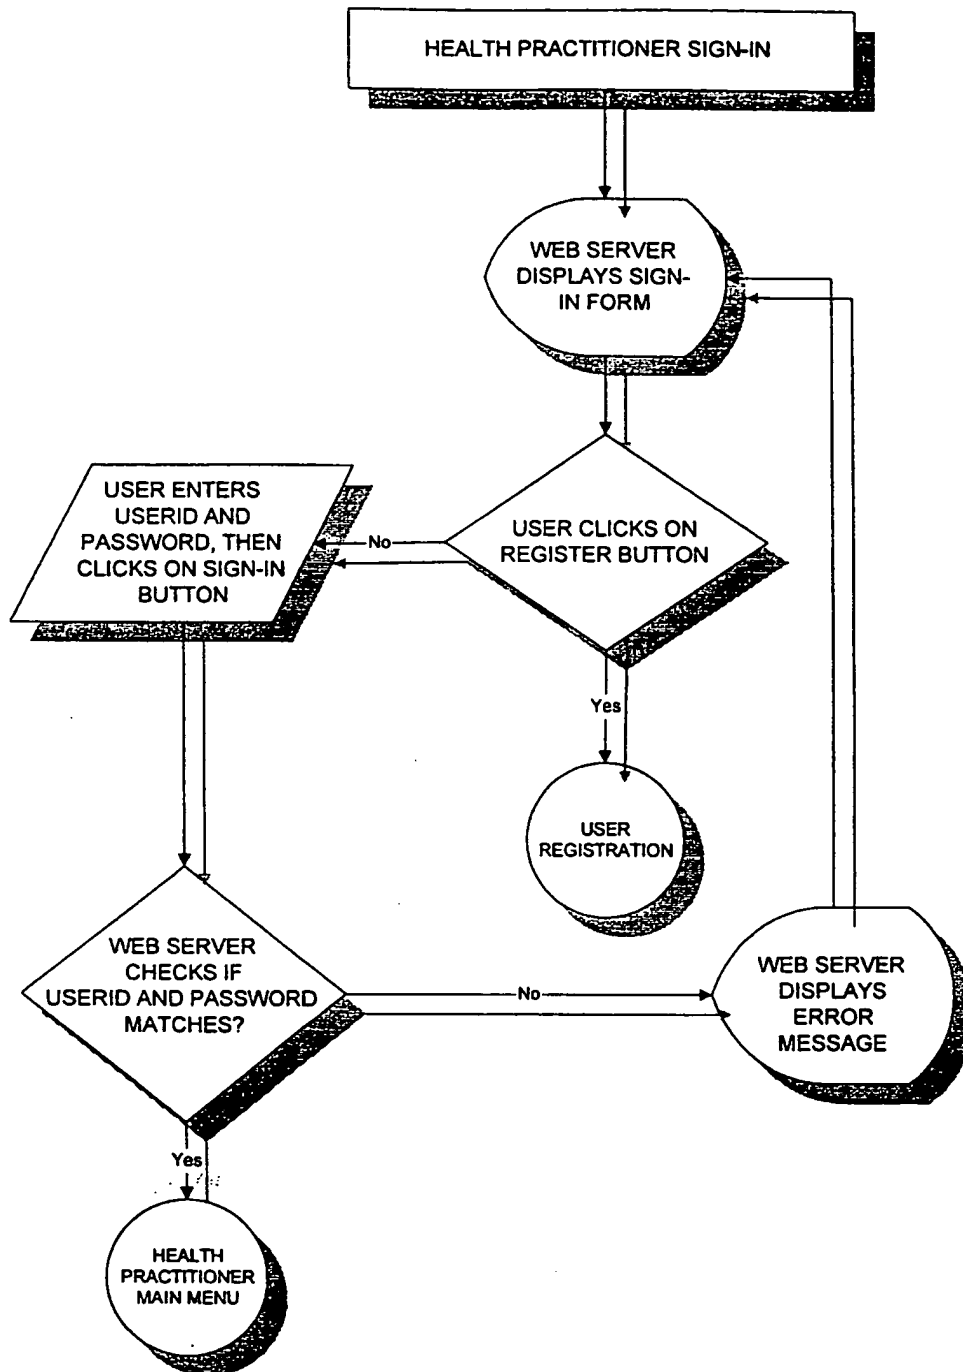 HEALTH PRACTITIONER SIGN-IN
WEB SERVER
DISPLAYS SIGN-
IN FORM
USER ENTERS
USERID AND
PASSWORD, THEN
CLICKS ON SIGN-IN
BUTTON
No
USER CLICKS ON
REGISTER BUTTON
Yes
USER
REGISTRATION
WEB SERVER
CHECKS IF
USERID AND PASSWORD
MATCHES?
No
WEB SERVER
DISPLAYS
ERROR
MESSAGE
Yes
HEALTH
PRACTITIONER
MAIN MENU